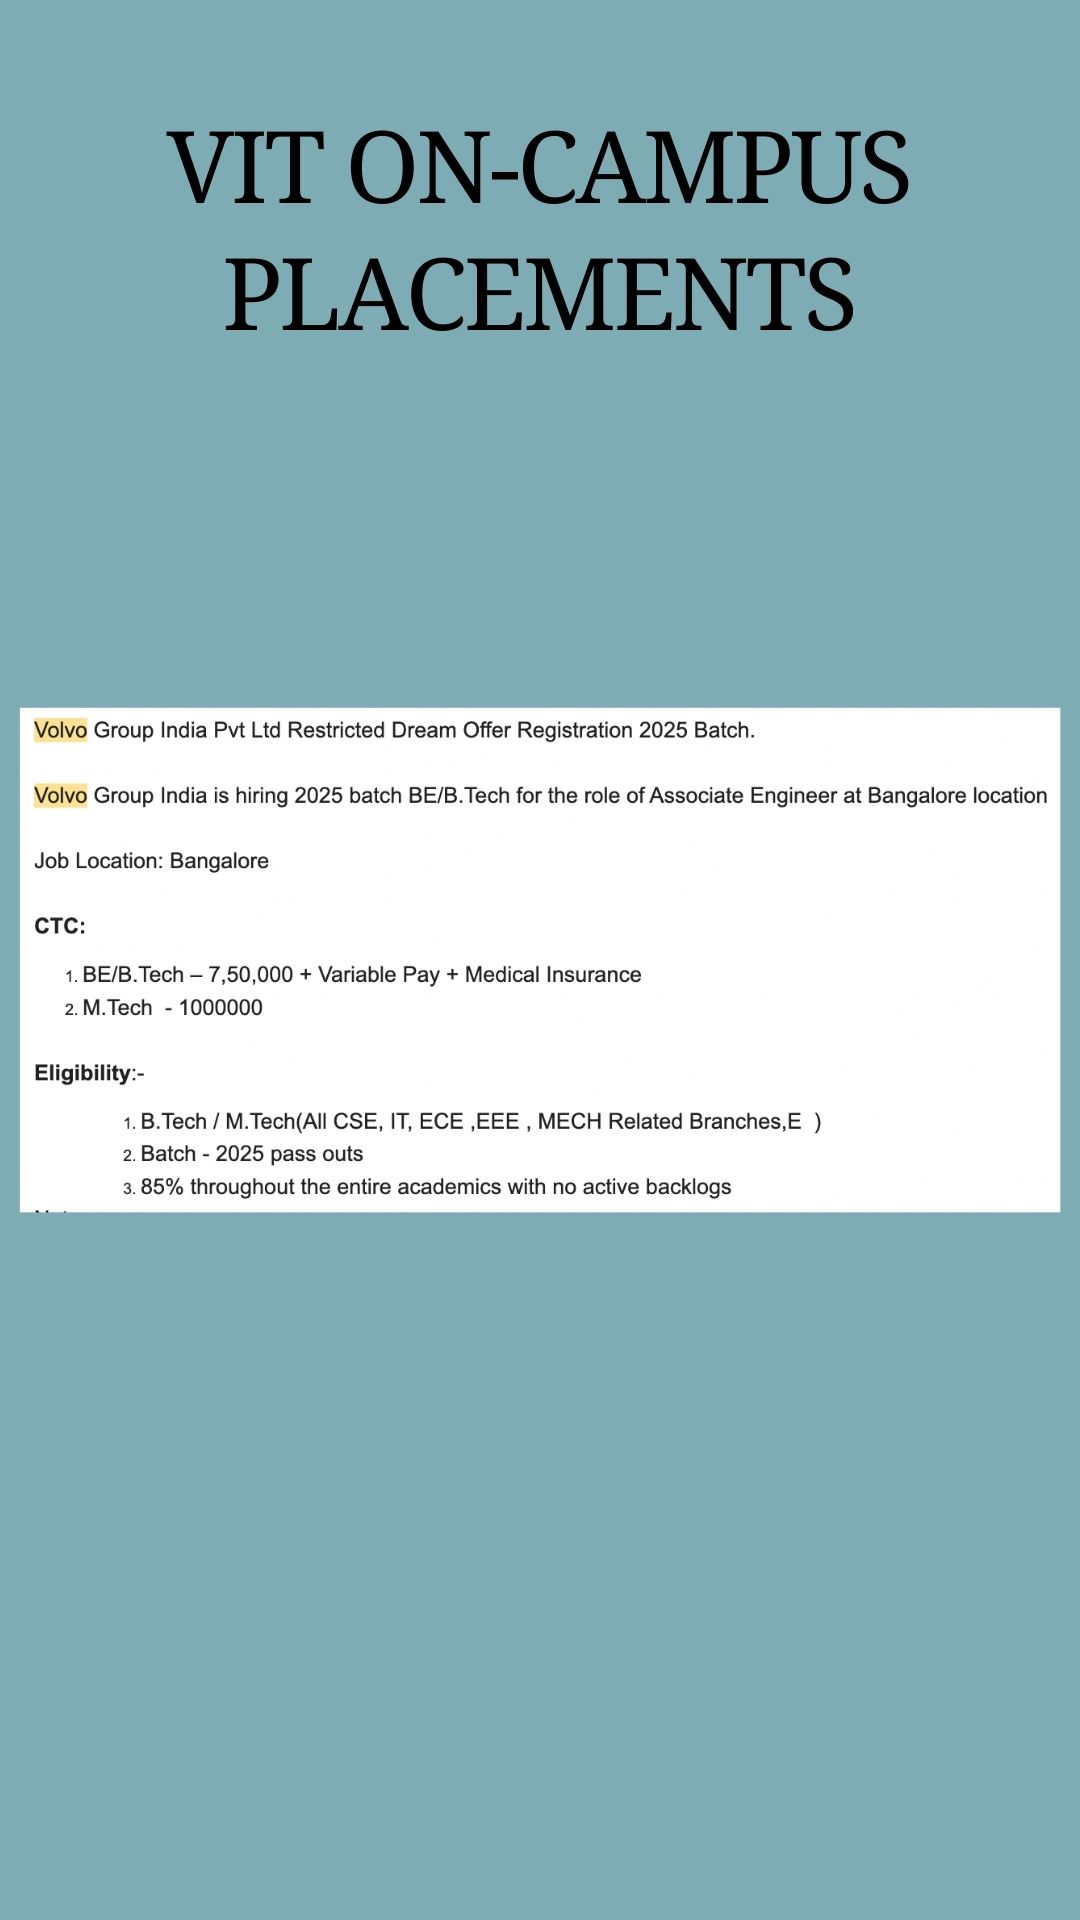 VIT ON-CAMPUS
PLACEMENTS
Volvo Group India Pvt Ltd Restricted Dream Offer Registration 2025 Batch.
Volvo Group India is hiring 2025 batch BE/B.Tech for the role of Associate Engineer at Bangalore location
Job Location: Bangalore
CTC:
1. BE/B.Tech – 7,50,000 + Variable Pay + Medical Insurance
2. M.Tech  - 1000000
Eligibility:-
1. B.Tech / M.Tech(All CSE, IT, ECE ,EEE , MECH Related Branches,E  )
2. Batch - 2025 pass outs
3. 85% throughout the entire academics with no active backlogs